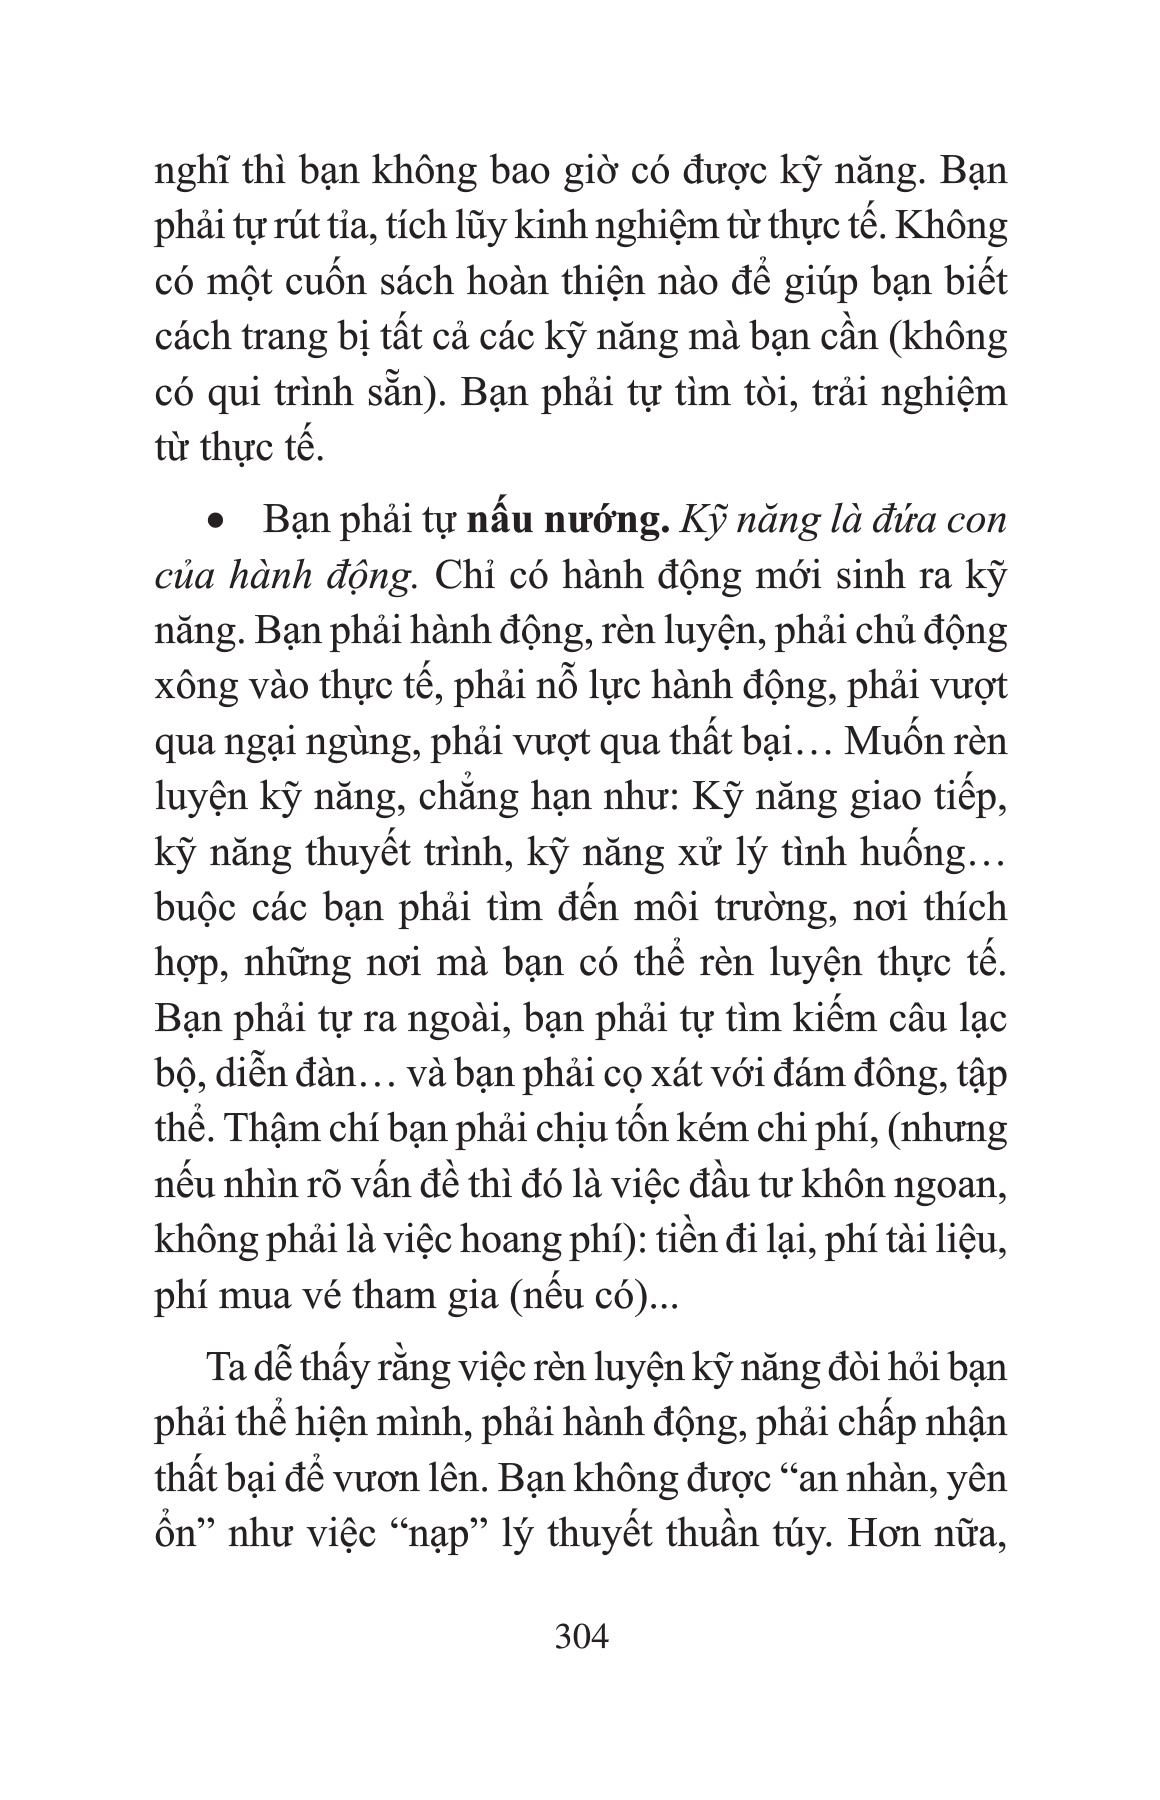 nghĩ thì bạn không bao giờ có được kỹ năng. Bạn
phải tự rút tỉa, tích lũy kinh nghiệm từ thực tế. Không
có một cuốn sách hoàn thiện nào để giúp bạn biết
cách trang bị tất cả các kỹ năng mà bạn cần (không
có qui trình sẵn). Bạn phải tự tìm tòi, trải nghiệm
từ thực tế.
• Bạn phải tự nấu nướng. Kỹ năng là đứa con
của hành động. Chỉ có hành động mới sinh ra kỹ
năng. Bạn phải hành động, rèn luyện, phải chủ động
xông vào thực tế, phải nỗ lực hành động, phải vượt
qua ngại ngùng, phải vượt qua thất bại… Muốn rèn
luyện kỹ năng, chẳng hạn như: Kỹ năng giao tiếp,
kỹ năng thuyết trình, kỹ năng xử lý tình huống…
buộc các bạn phải tìm đến môi trường, nơi thích
hợp, những nơi mà bạn có thể rèn luyện thực tế.
Bạn phải tự ra ngoài, bạn phải tự tìm kiếm câu lạc
bộ, diễn đàn… và bạn phải cọ xát với đám đông, tập
thể. Thậm chí bạn phải chịu tốn kém chi phí, (nhưng
nếu nhìn rõ vấn đề thì đó là việc đầu tư khôn ngoan,
không phải là việc hoang phí): tiền đi lại, phí tài liệu,
phí mua vé tham gia (nếu có)...
Ta dễ thấy rằng việc rèn luyện kỹ năng đòi hỏi bạn
phải thể hiện mình, phải hành động, phải chấp nhận
thất bại để vươn lên. Bạn không được “an nhàn, yên
ổn” như việc “nạp” lý thuyết thuần túy. Hơn nữa,
304